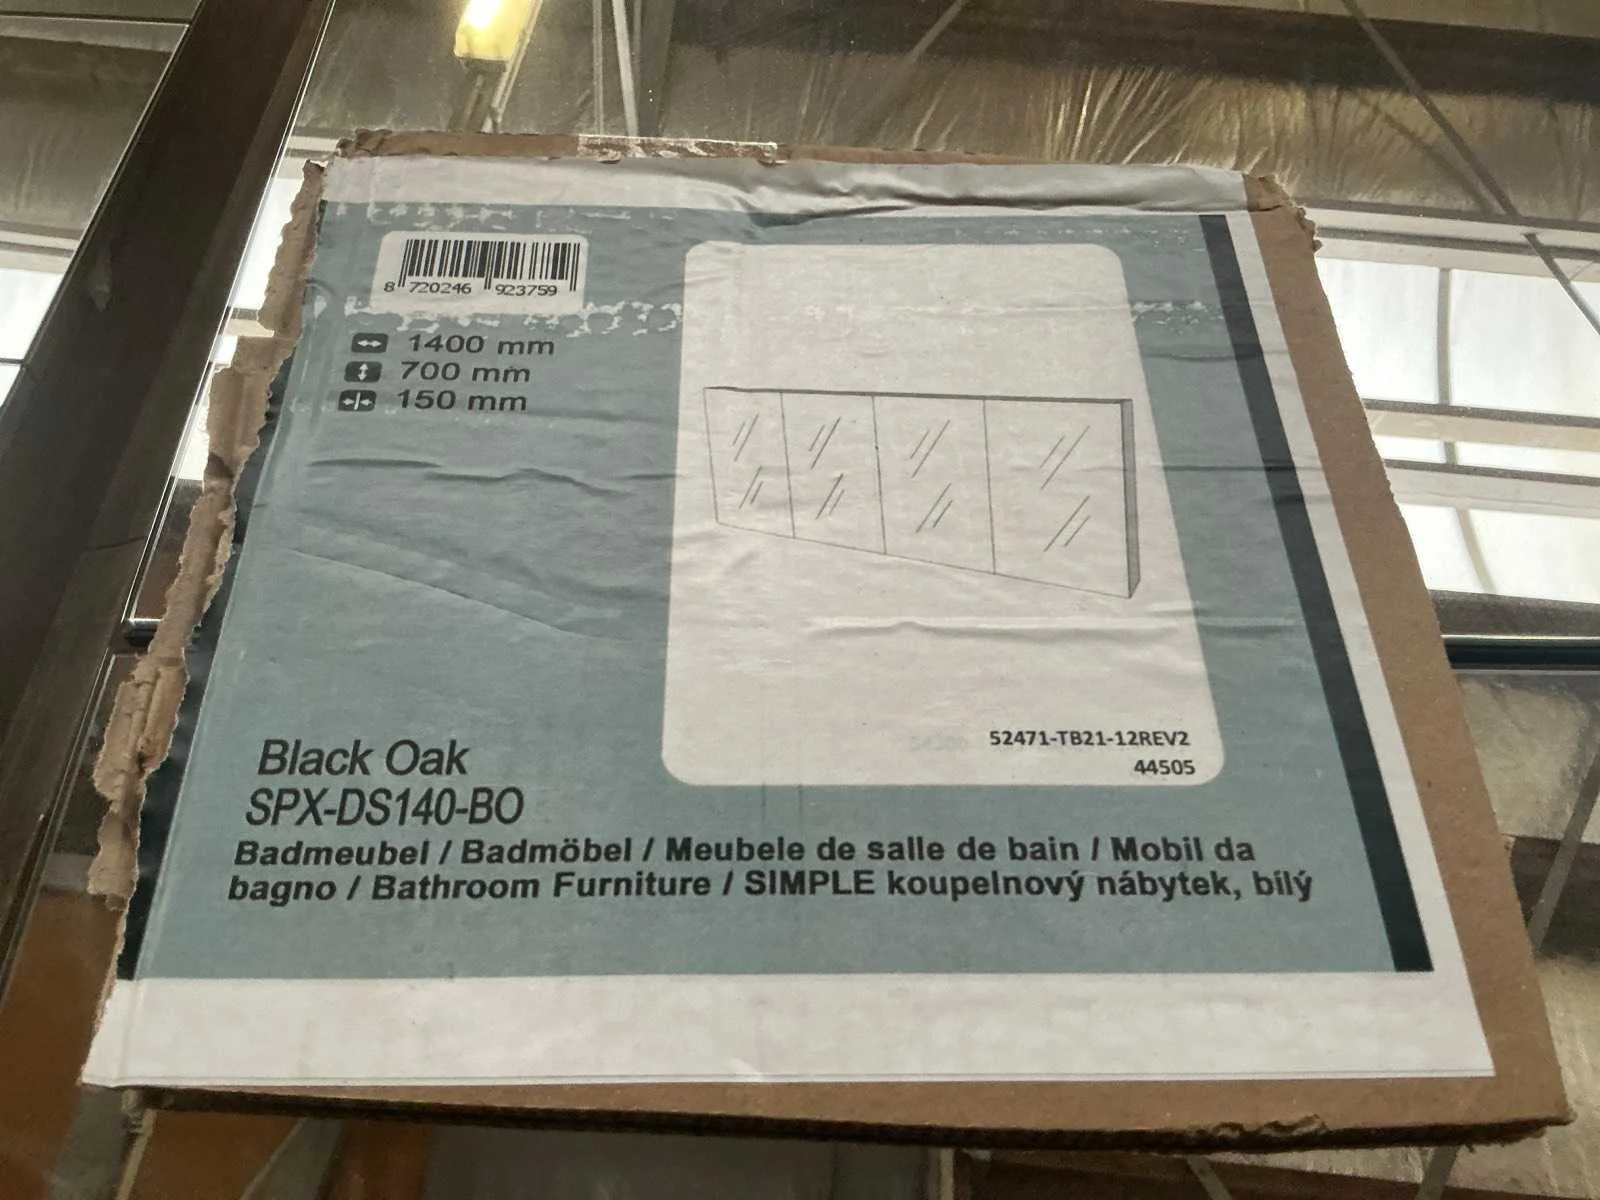 8 720246 923759
1400 mm
700 mm
150 mm
52471-TB21-12REV2
44505
Black Oak
SPX-DS140-BO
Badmeubel / Badmöbel / Meubele de salle de bain / Mobil da
bagno / Bathroom Furniture / SIMPLE koupelnový nábytek, bílý